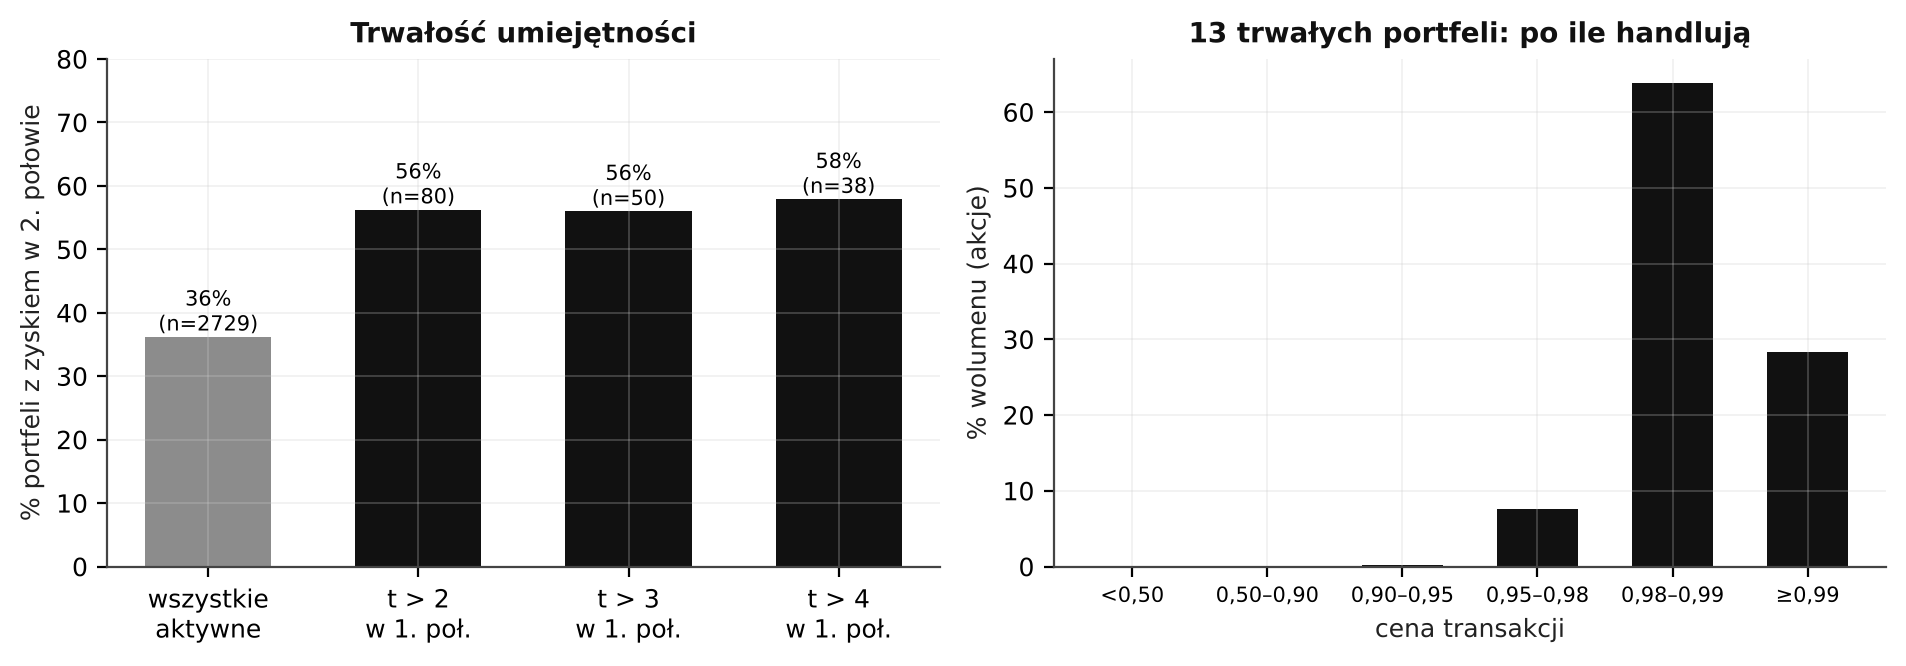 Trwałość umiejętności
% portfeli z zyskiem w 2. połowie
80
70
60
50
40
30
20
10
0
36%
(n=2729)
56%
(n=80)
56%
(n=50)
58%
(n=38)
wszystkie
aktywne
t > 2
w 1. poł.
t > 3
w 1. poł.
t > 4
w 1. poł.
13 trwałych portfeli: po ile handlują
% wolumenu (akcje)
60
50
40
30
20
10
0
<0,50
0,50–0,90
0,90–0,95
0,95–0,98
0,98–0,99
≥0,99
cena transakcji